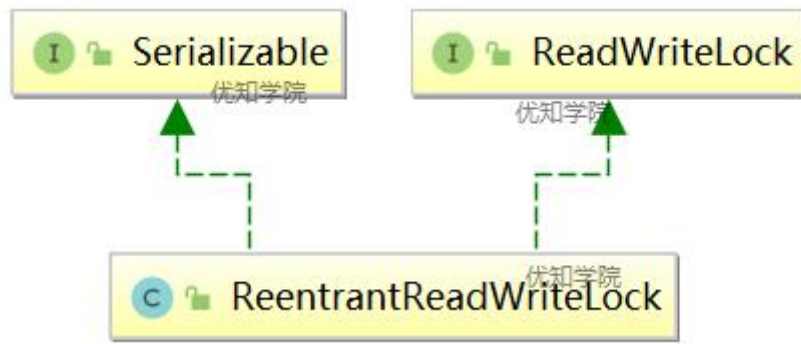 I Serializable
优知学院
I ReadWriteLock
优知学院
C ReentrantReadWriteLock
优知学院